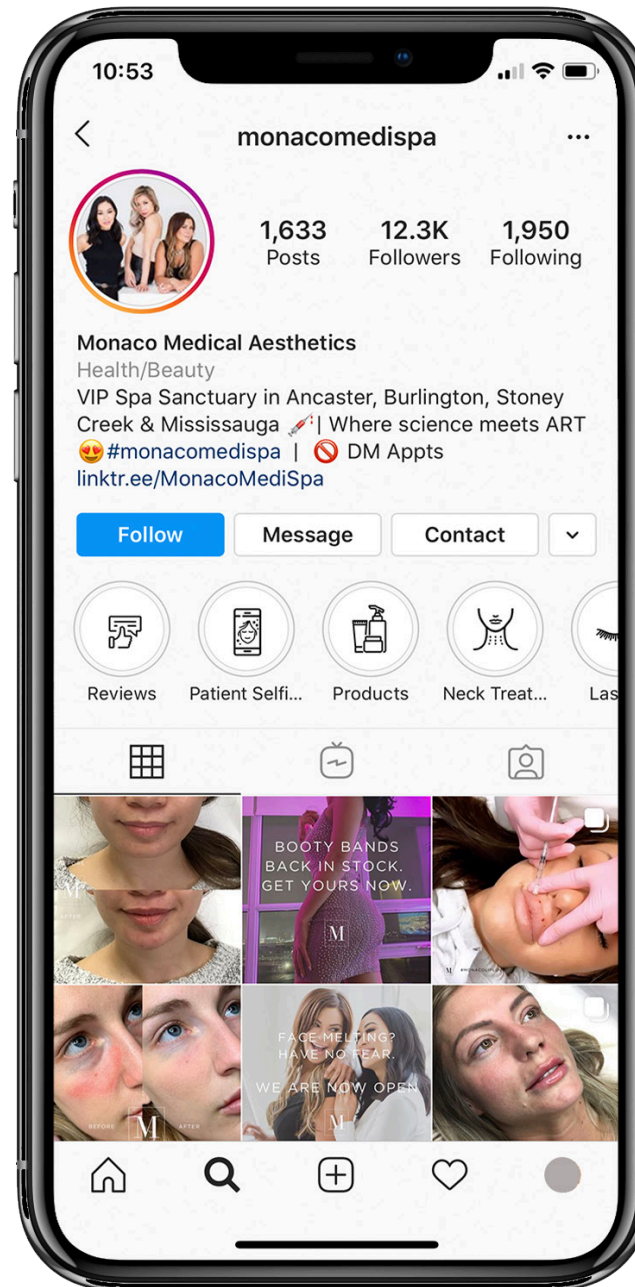 10:53
monacomedispa
1,633 12.3K 1,950
Posts Followers Following
Monaco Medical Aesthetics
Health/Beauty
VIP Spa Sanctuary in Ancaster, Burlington, Stoney
Creek & Mississauga 💉| Where science meets ART
😍#monacomedispa | 🚫 DM Appts
linktr.ee/MonacoMediSpa
Follow Message Contact
Reviews Patient Selfi... Products Neck Treat... Las
M
AFTER
BOOTY BANDS
BACK IN STOCK.
GET YOURS NOW.
M
M
BEFORE M AFTER
FACE MELTING?
HAVE NO FEAR.
WE ARE NOW OPEN
M